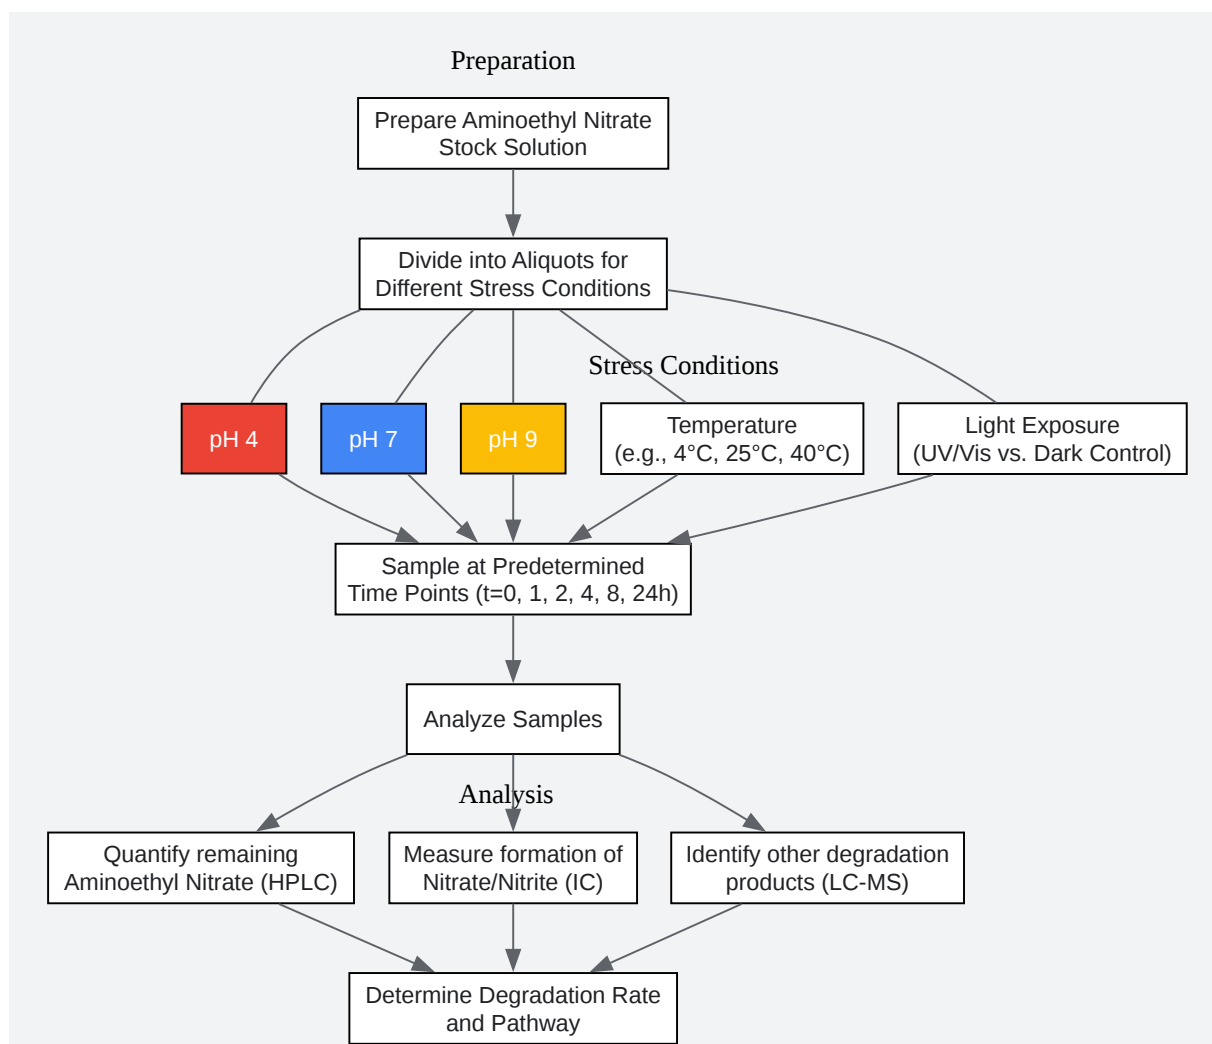 Preparation
Prepare Aminoethyl Nitrate
Stock Solution
Divide into Aliquots for
Different Stress Conditions
Stress Conditions
pH 4
pH 7
pH 9
Temperature
(e.g., 4°C, 25°C, 40°C)
Light Exposure
(UV/Vis vs. Dark Control)
Sample at Predetermined
Time Points (t=0, 1, 2, 4, 8, 24h)
Analyze Samples
Analysis
Quantify remaining
Aminoethyl Nitrate (HPLC)
Measure formation of
Nitrate/Nitrite (IC)
Identify other degradation
products (LC-MS)
Determine Degradation Rate
and Pathway